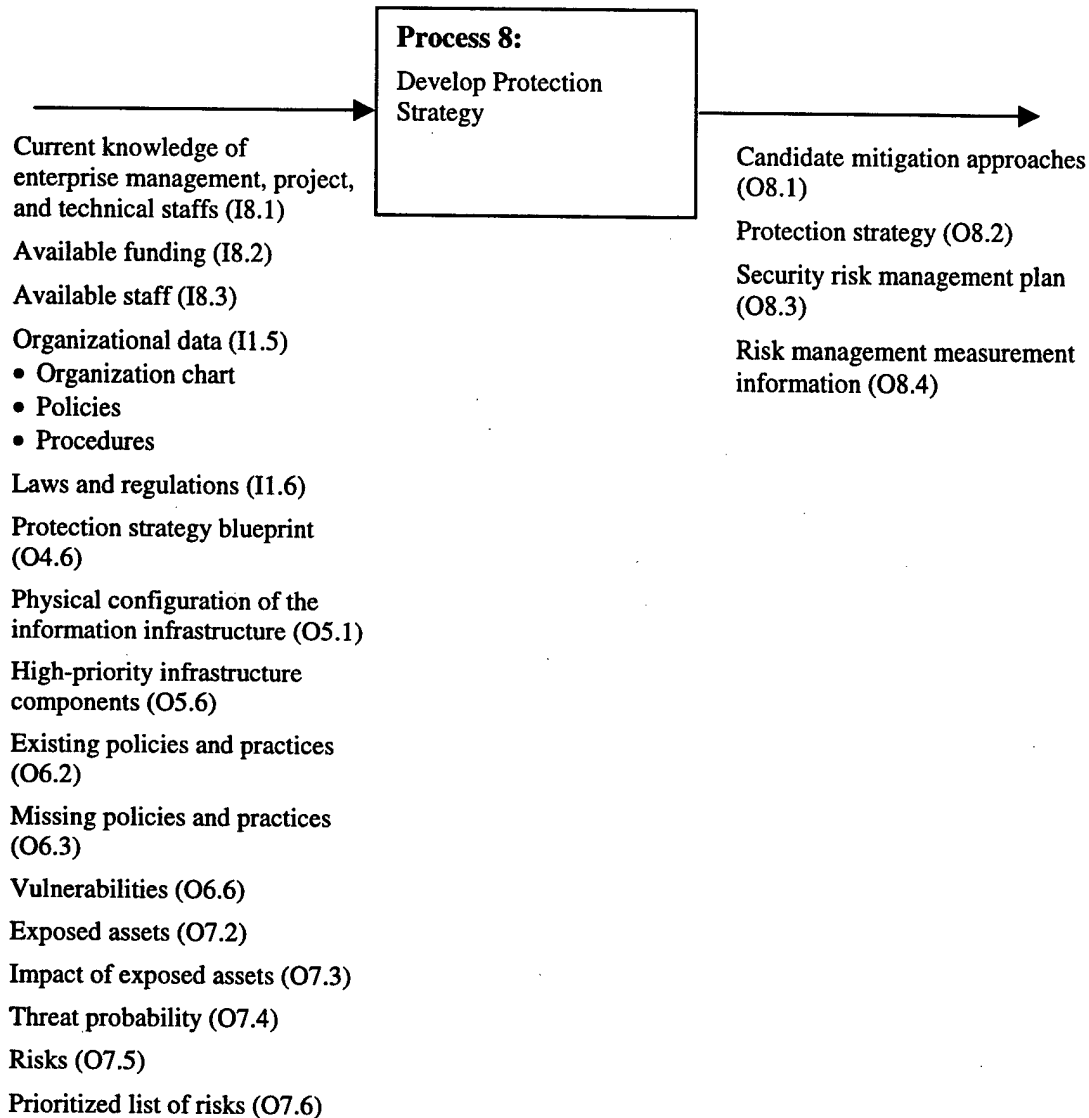 Process 8:
Develop Protection
Strategy
Current knowledge of
enterprise management, project,
and technical staffs (I8.1)
Available funding (I8.2)
Available staff (I8.3)
Organizational data (I1.5)
• Organization chart
• Policies
• Procedures
Laws and regulations (I1.6)
Protection strategy blueprint
(O4.6)
Physical configuration of the
information infrastructure (O5.1)
High-priority infrastructure
components (O5.6)
Existing policies and practices
(O6.2)
Missing policies and practices
(O6.3)
Vulnerabilities (O6.6)
Exposed assets (O7.2)
Impact of exposed assets (O7.3)
Threat probability (O7.4)
Risks (O7.5)
Prioritized list of risks (O7.6)
Candidate mitigation approaches
(O8.1)
Protection strategy (O8.2)
Security risk management plan
(O8.3)
Risk management measurement
information (O8.4)